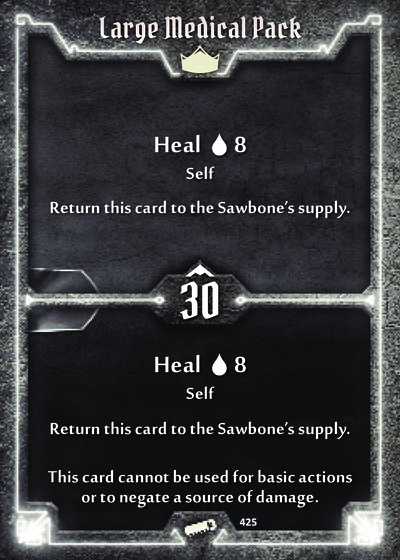 Large Medical Pack
Heal 8
Self
Return this card to the Sawbone's supply.
30
Heal 8
Self
Return this card to the Sawbone's supply.
This card cannot be used for basic actions
or to negate a source of damage.
425